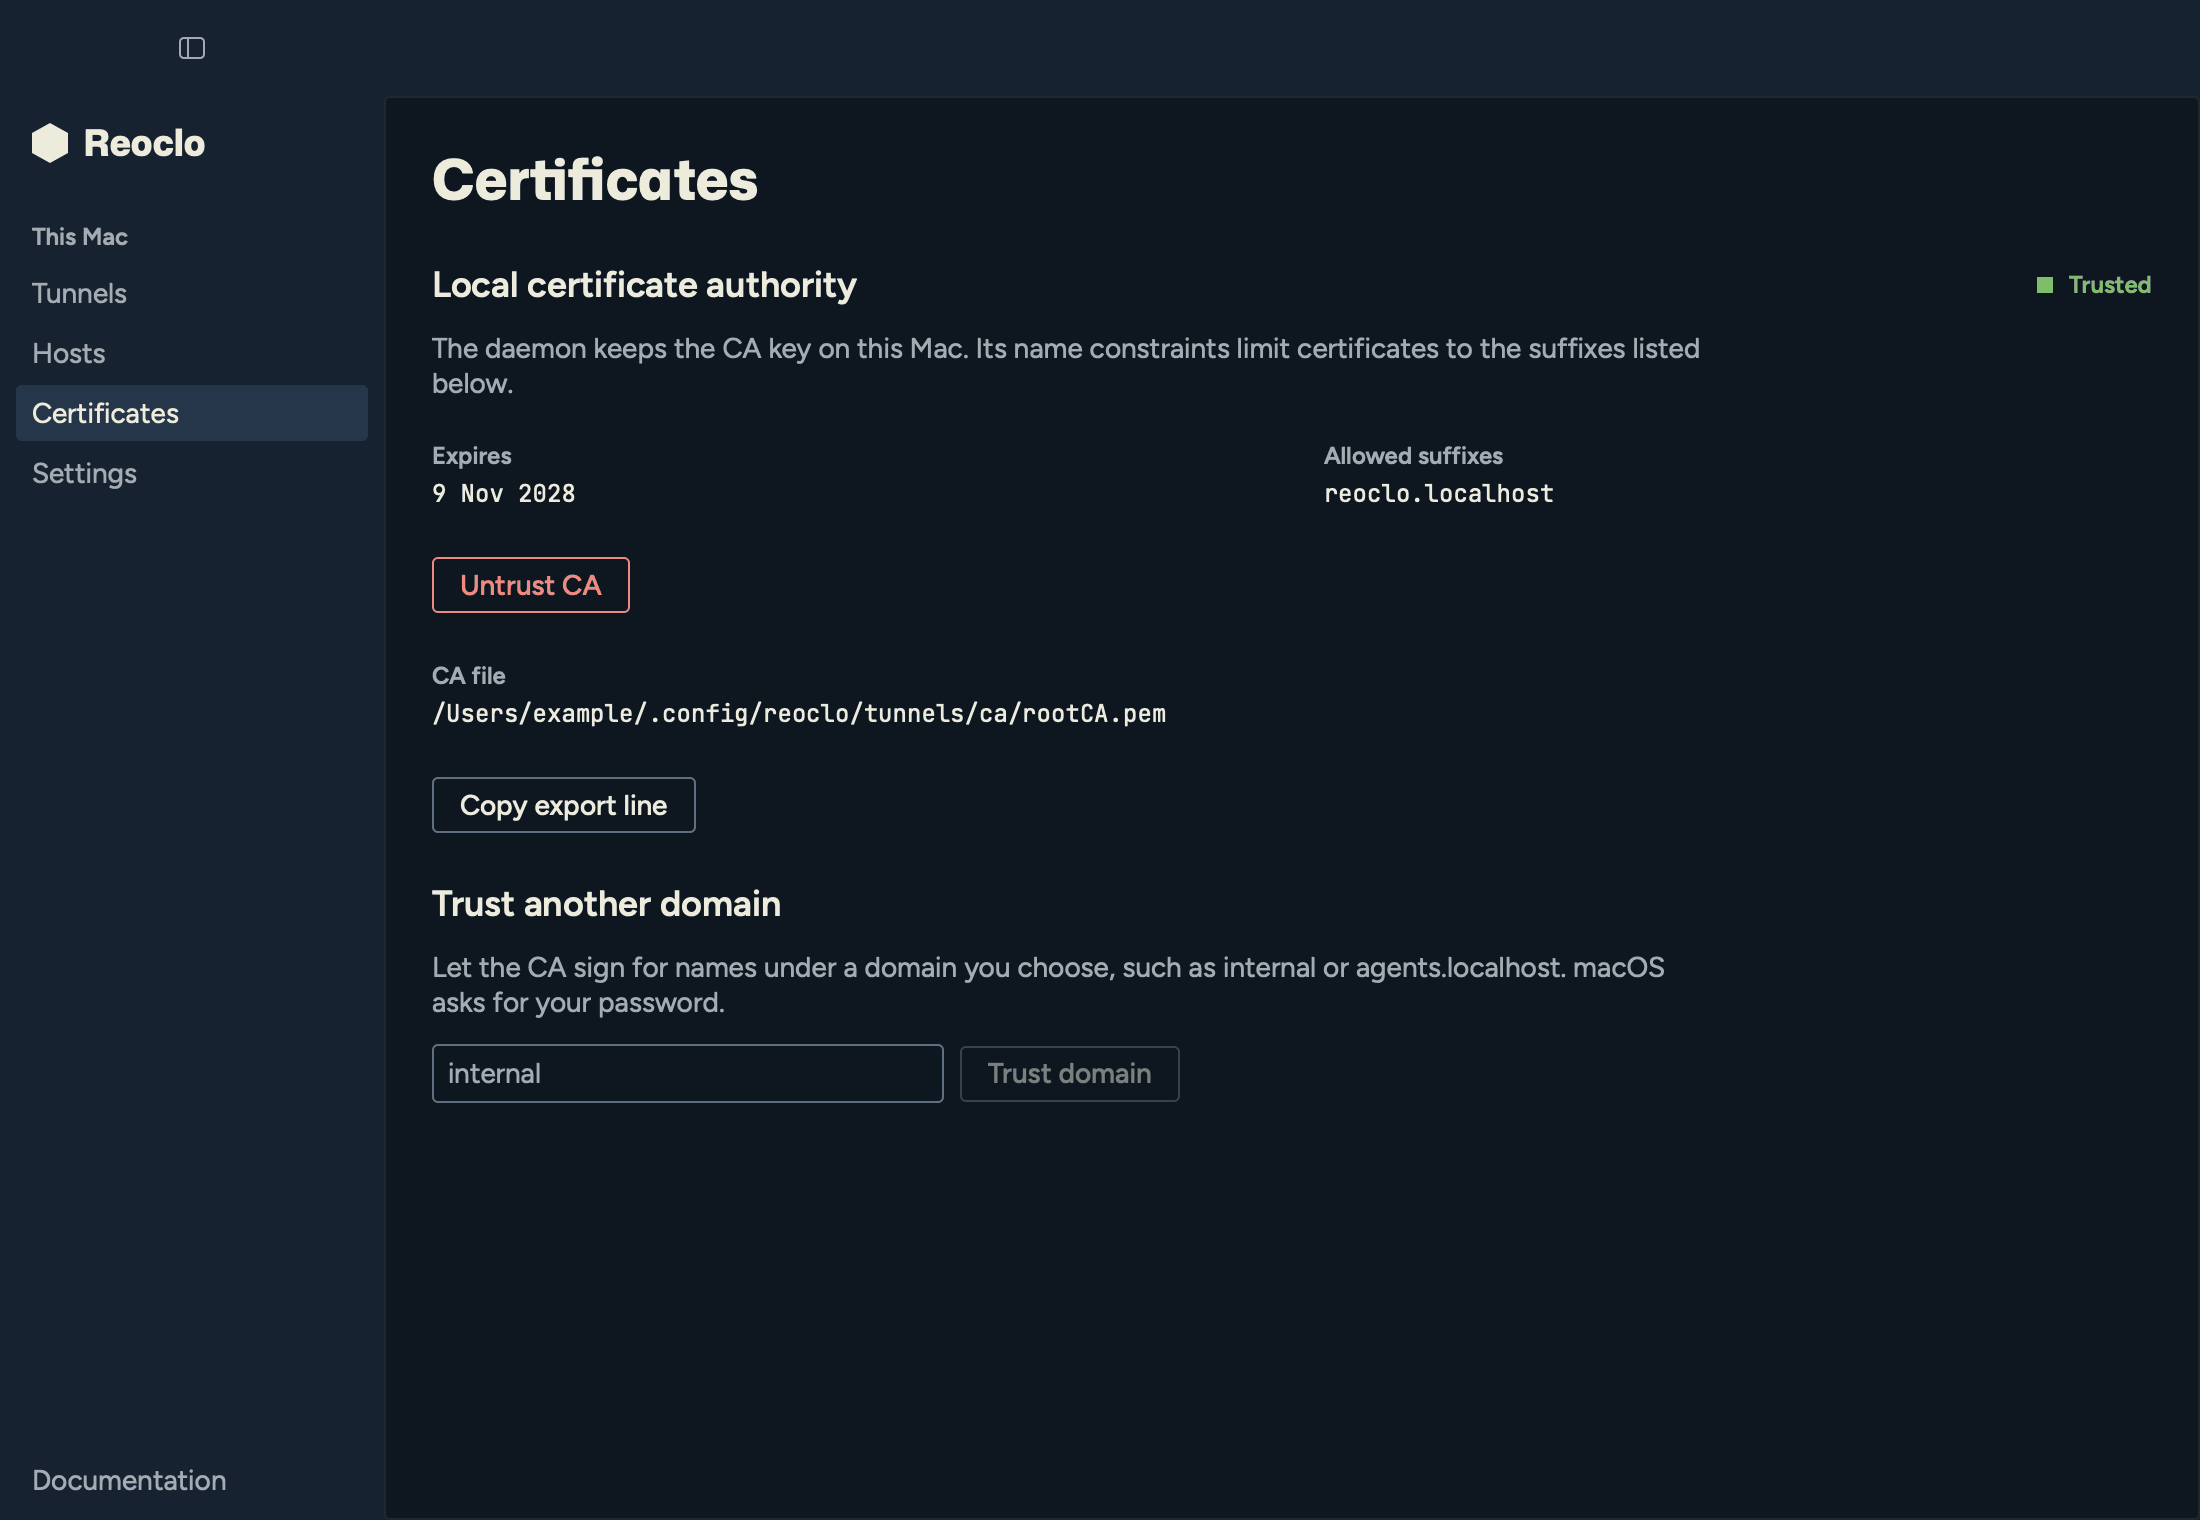 Reoclo
This Mac
Tunnels
Hosts
Certificates
Settings
Documentation
Certificates
Local certificate authority
Trusted
The daemon keeps the CA key on this Mac. Its name constraints limit certificates to the suffixes listed
below.
Expires
9 Nov 2028
Allowed suffixes
reoclo.localhost
Untrust CA
CA file
/Users/example/.config/reoclo/tunnels/ca/rootCA.pem
Copy export line
Trust another domain
Let the CA sign for names under a domain you choose, such as internal or agents.localhost. macOS
asks for your password.
internal
Trust domain